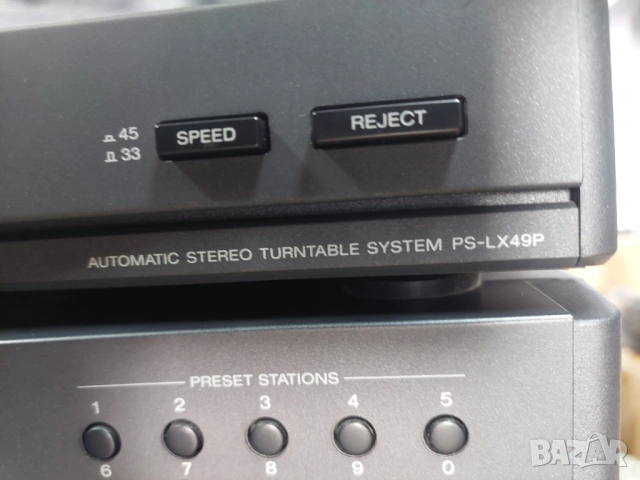 45
33
SPEED
REJECT
AUTOMATIC STEREO TURNTABLE SYSTEM PS-LX49P
PRESET STATIONS
1 2 3 4 5
6 7 8 9 0
BAZAR
bg